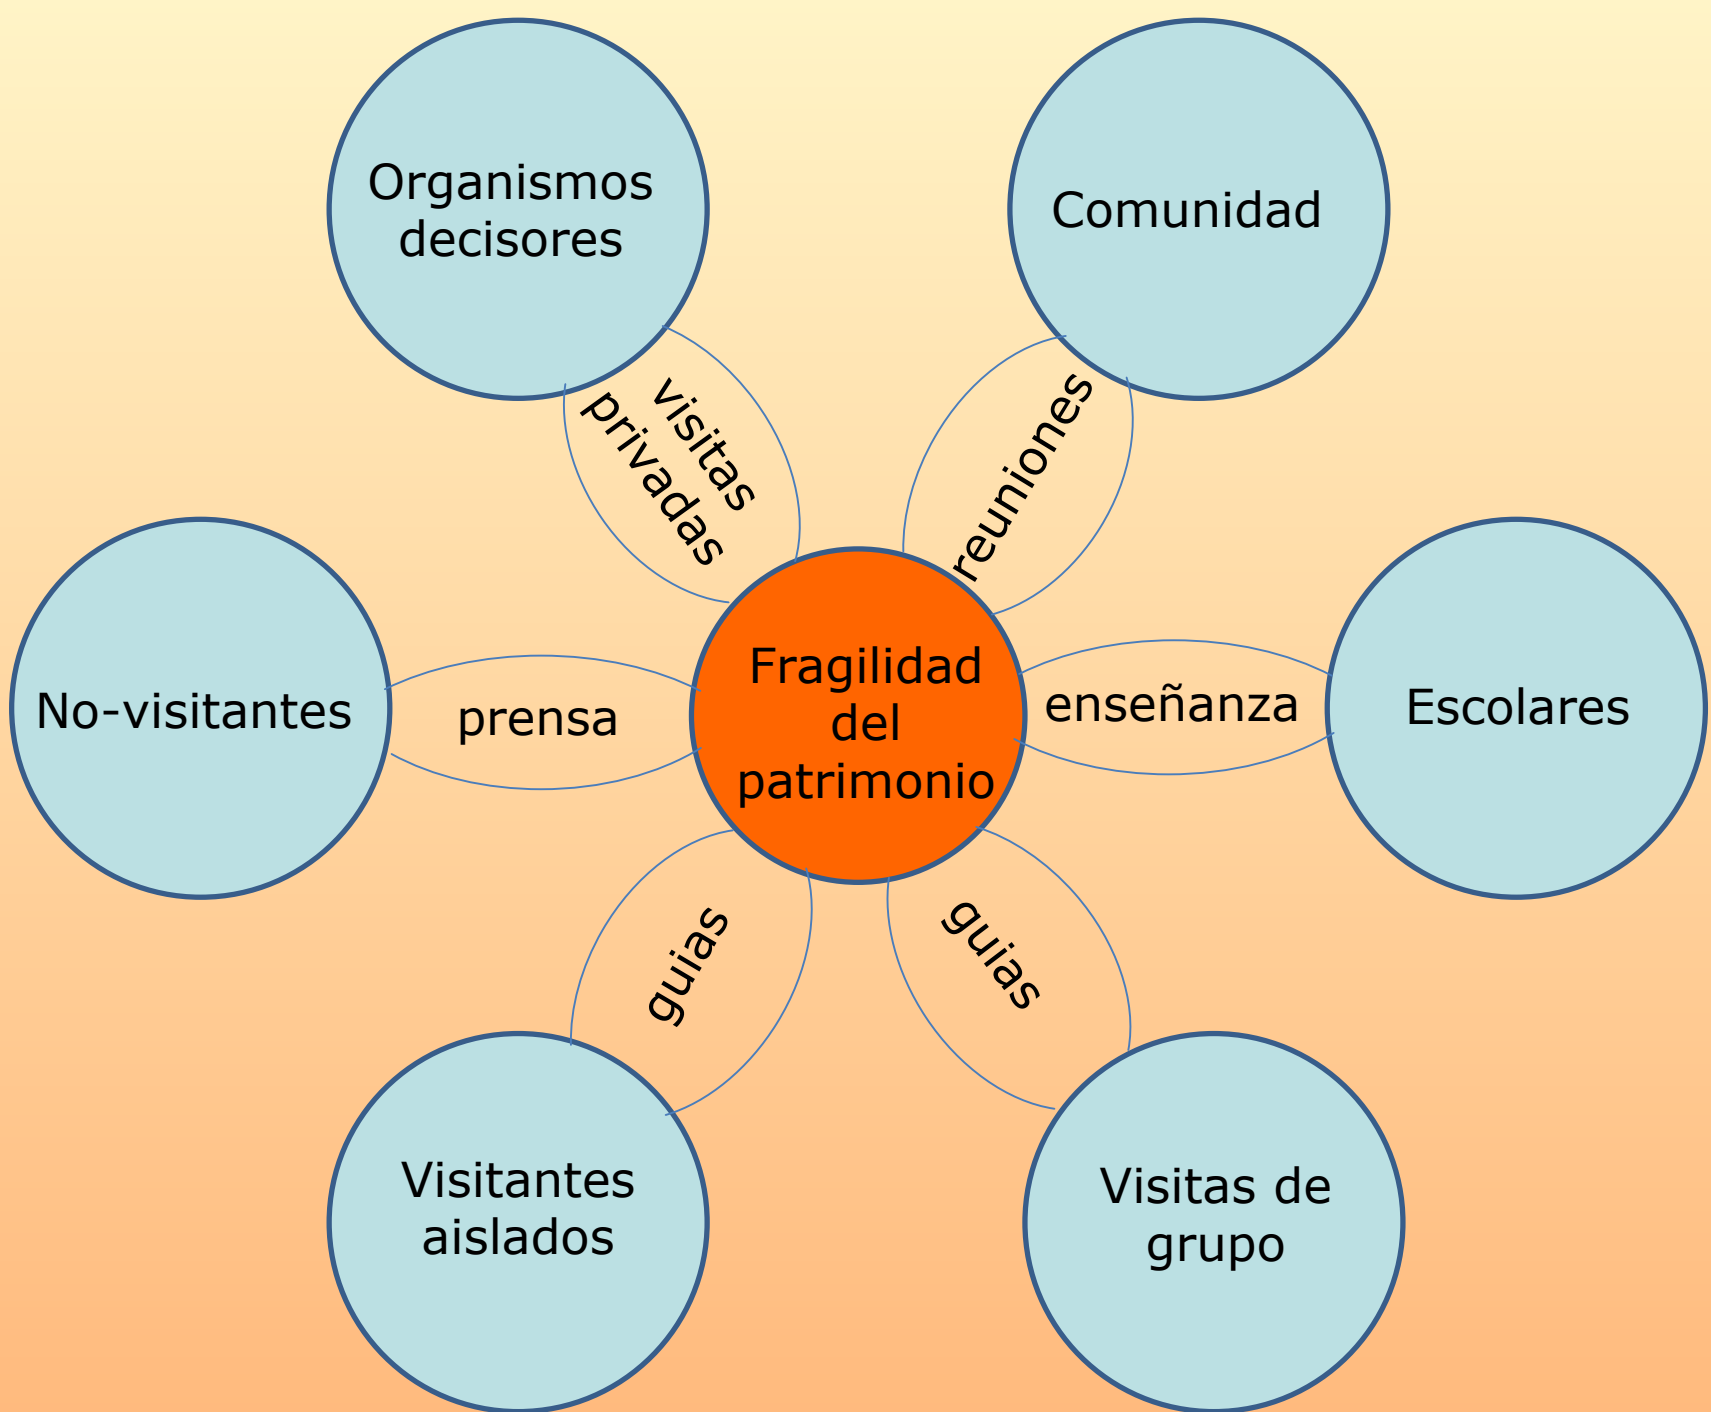 Organismos
decisores
Comunidad
visitas
privadas
reuniones
No-visitantes
prensa
Fragilidad
del
patrimonio
enseñanza
Escolares
guias
guias
Visitantes
aislados
Visitas de
grupo